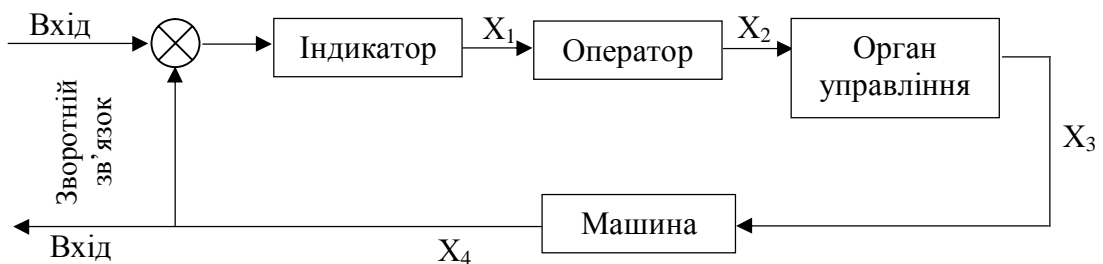 Вхід
Індикатор
X1
Оператор
X2
Орган
управління
X3
Зворотній
зв’язок
Машина
X4
Вхід